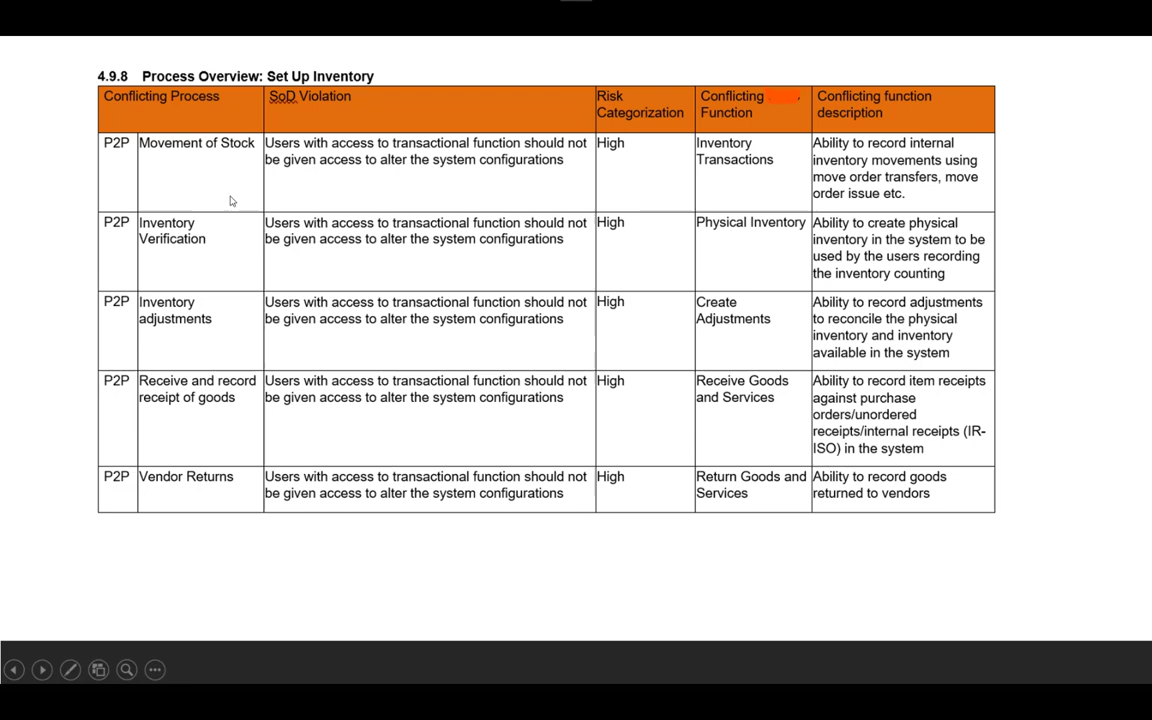 4.9.8 Process Overview: Set Up Inventory
Conflicting Process
SoD Violation
Risk
Categorization
Conflicting
Function
Conflicting function
description
P2P
Movement of Stock
Users with access to transactional function should not
be given access to alter the system configurations
High
Inventory
Transactions
Ability to record internal
inventory movements using
move order transfers, move
order issue etc.
P2P
Inventory
Verification
Users with access to transactional function should not
be given access to alter the system configurations
High
Physical Inventory
Ability to create physical
inventory in the system to be
used by the users recording
the inventory counting
P2P
Inventory
adjustments
Users with access to transactional function should not
be given access to alter the system configurations
High
Create
Adjustments
Ability to record adjustments
to reconcile the physical
inventory and inventory
available in the system
P2P
Receive and record
receipt of goods
Users with access to transactional function should not
be given access to alter the system configurations
High
Receive Goods
and Services
Ability to record item receipts
against purchase
orders/unordered
receipts/internal receipts (IR-
ISO) in the system
P2P
Vendor Returns
Users with access to transactional function should not
be given access to alter the system configurations
High
Return Goods and
Services
Ability to record goods
returned to vendors